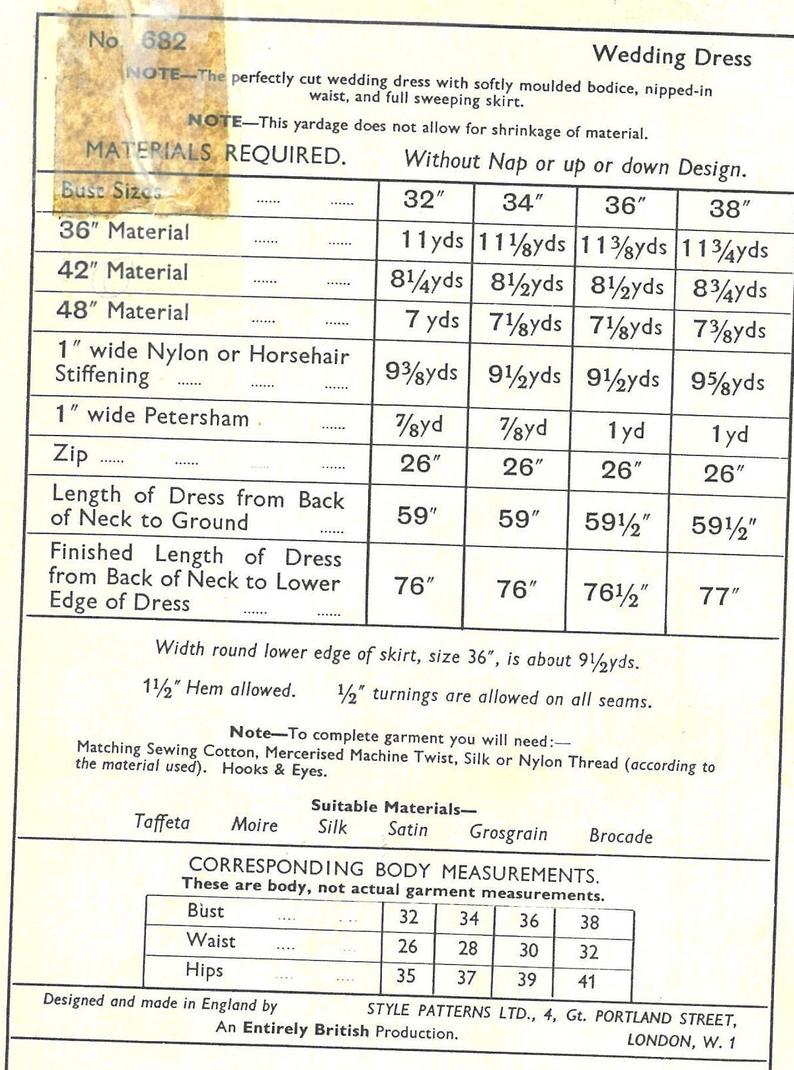 No. 682
Wedding Dress
NOTE—The perfectly cut wedding dress with softly moulded bodice, nipped-in
waist, and full sweeping skirt.
NOTE—This yardage does not allow for shrinkage of material.
MATERIALS REQUIRED. Without Nap or up or down Design.
Bust Sizes ...... ...... 32″ 34″ 36″ 38″
36″ Material ...... ...... 11yds 11⅛yds 11⅜yds 11¾yds
42″ Material ...... ...... 8¼yds 8½yds 8½yds 8¾yds
48″ Material ...... ...... 7 yds 7⅛yds 7⅛yds 7⅜yds
1″ wide Nylon or Horsehair
Stiffening ...... ...... ...... 9⅜yds 9½yds 9½yds 9⅝yds
1″ wide Petersham . ...... ⅞yd ⅞yd 1 yd 1 yd
Zip ...... ...... ...... ...... 26″ 26″ 26″ 26″
Length of Dress from Back
of Neck to Ground ...... 59″ 59″ 59½″ 59½″
Finished Length of Dress
from Back of Neck to Lower
Edge of Dress ...... ...... 76″ 76″ 76½″ 77″
Width round lower edge of skirt, size 36″, is about 9½yds.
1½″ Hem allowed. ½″ turnings are allowed on all seams.
Note—To complete garment you will need:—
Matching Sewing Cotton, Mercerised Machine Twist, Silk or Nylon Thread (according to
the material used). Hooks & Eyes.
Suitable Materials—
Taffeta Moire Silk Satin Grosgrain Brocade
CORRESPONDING BODY MEASUREMENTS.
These are body, not actual garment measurements.
Bust .... .... 32 34 36 38
Waist .... .... 26 28 30 32
Hips .... .... 35 37 39 41
Designed and made in England by STYLE PATTERNS LTD., 4, Gt. PORTLAND STREET,
An Entirely British Production. LONDON, W. 1